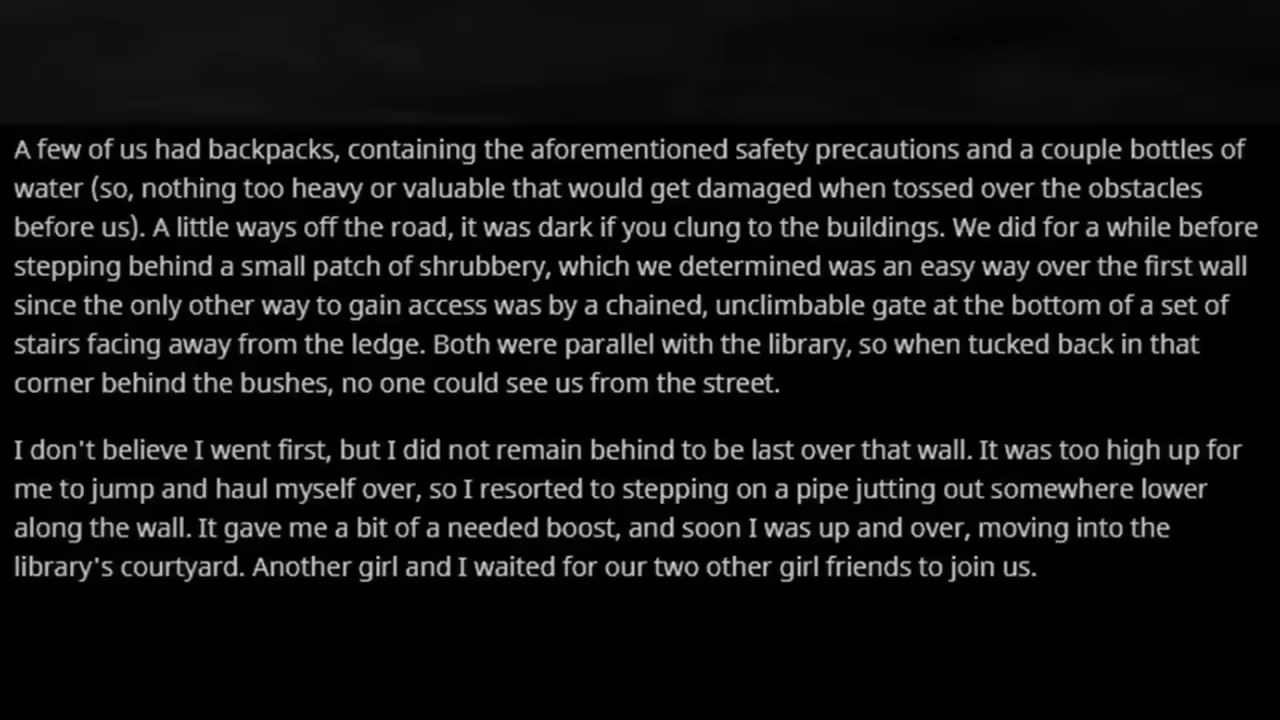 A few of us had backpacks, containing the aforementioned safety precautions and a couple bottles of
water (so, nothing too heavy or valuable that would get damaged when tossed over the obstacles
before us). A little ways off the road, it was dark if you clung to the buildings. We did for a while before
stepping behind a small patch of shrubbery, which we determined was an easy way over the first wall
since the only other way to gain access was by a chained, unclimbable gate at the bottom of a set of
stairs facing away from the ledge. Both were parallel with the library, so when tucked back in that
corner behind the bushes, no one could see us from the street.
I don't believe I went first, but I did not remain behind to be last over that wall. It was too high up for
me to jump and haul myself over, so I resorted to stepping on a pipe jutting out somewhere lower
along the wall. It gave me a bit of a needed boost, and soon I was up and over, moving into the
library's courtyard. Another girl and I waited for our two other girl friends to join us.